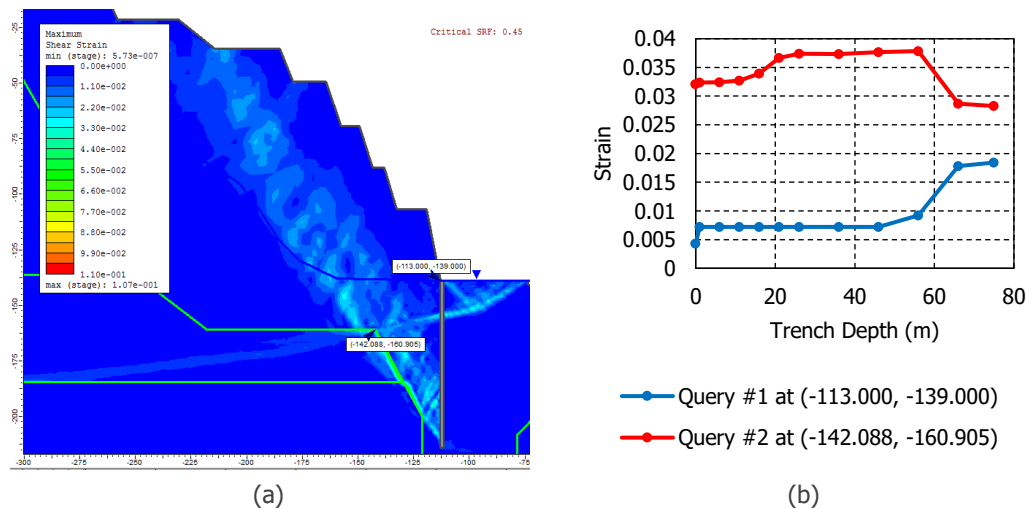 Maximum
Shear Strain
min (stage): 5.73e-007
0.00e+000
1.10e-002
2.20e-002
3.30e-002
4.40e-002
5.50e-002
6.60e-002
7.70e-002
8.80e-002
9.90e-002
1.10e-001
max (stage): 1.07e-001
Critical SRF: 0.45
(-113.000, -139.000)
(-142.088, -160.905)
-25
-50
-75
-100
-125
-150
-175
-200
-300 -275 -250 -225 -200 -175 -150 -125 -100 -75
(a)
Strain
0.04
0.035
0.03
0.025
0.02
0.015
0.01
0.005
0
0 20 40 60 80
Trench Depth (m)
Query #1 at (-113.000, -139.000)
Query #2 at (-142.088, -160.905)
(b)